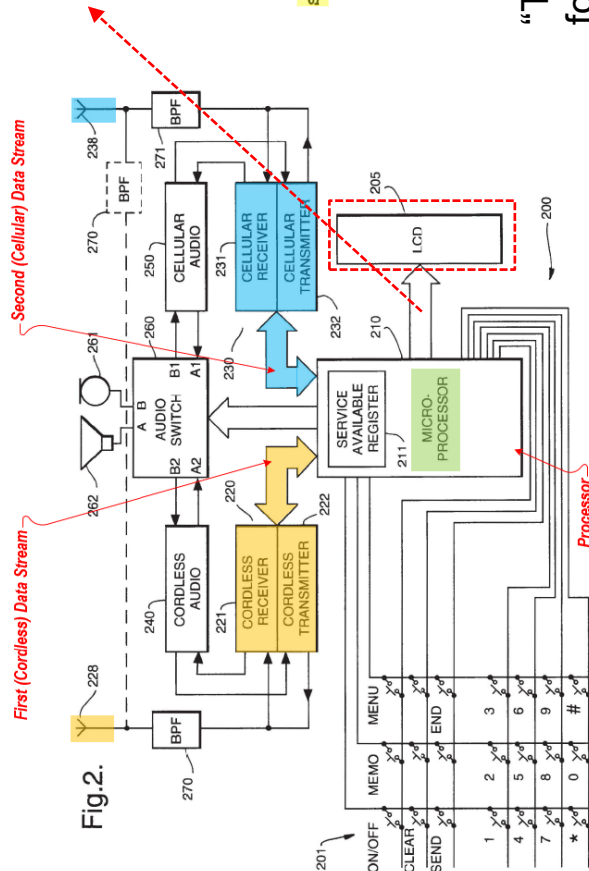 First (Cordless) Data Stream
Second (Cellular) Data Stream
Fig.2.
228
238
262
261
270
BPF
270
BPF
BPF
271
240
CORDLESS
AUDIO
B2
A2
A B
AUDIO
SWITCH
260
B1
A1
250
CELLULAR
AUDIO
221
220
222
CORDLESS
RECEIVER
CORDLESS
TRANSMITTER
231
230
232
CELLULAR
RECEIVER
CELLULAR
TRANSMITTER
210
SERVICE
AVAILABLE
REGISTER
211
MICRO-
PROCESSOR
205
LCD
200
201
ON/OFF MEMO MENU
CLEAR
SEND END
1 2 3
4 5 6
7 8 9
* 0 #
Processor
of